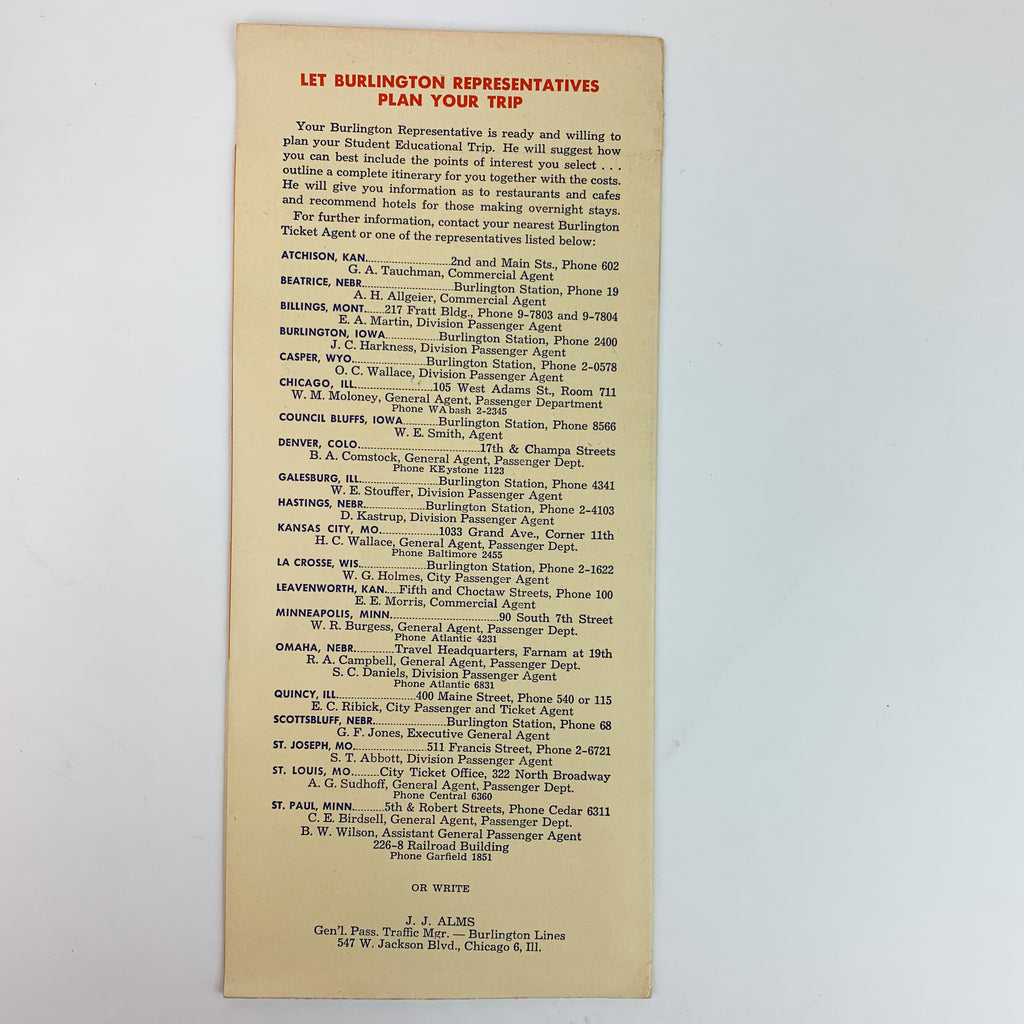 LET BURLINGTON REPRESENTATIVES
PLAN YOUR TRIP
Your Burlington Representative is ready and willing to
plan your Student Educational Trip. He will suggest how
you can best include the points of interest you select . . .
outline a complete itinerary for you together with the costs.
He will give you information as to restaurants and cafes
and recommend hotels for those making overnight stays.
For further information, contact your nearest Burlington
Ticket Agent or one of the representatives listed below:
ATCHISON, KAN..........................2nd and Main Sts., Phone 602
G. A. Tauchman, Commercial Agent
BEATRICE, NEBR............................Burlington Station, Phone 19
A. H. Allgeier, Commercial Agent
BILLINGS, MONT......217 Fratt Bldg., Phone 9-7803 and 9-7804
E. A. Martin, Division Passenger Agent
BURLINGTON, IOWA................Burlington Station, Phone 2400
J. C. Harkness, Division Passenger Agent
CASPER, WYO.......................Burlington Station, Phone 2-0578
O. C. Wallace, Division Passenger Agent
CHICAGO, ILL........................105 West Adams St., Room 711
W. M. Moloney, General Agent, Passenger Department
Phone WAbash 2-2345
COUNCIL BLUFFS, IOWA...........Burlington Station, Phone 8566
W. E. Smith, Agent
DENVER, COLO.....................................17th & Champa Streets
B. A. Comstock, General Agent, Passenger Dept.
Phone KEystone 1123
GALESBURG, ILL........................Burlington Station, Phone 4341
W. E. Stouffer, Division Passenger Agent
HASTINGS, NEBR...................Burlington Station, Phone 2-4103
D. Kastrup, Division Passenger Agent
KANSAS CITY, MO..................1033 Grand Ave., Corner 11th
H. C. Wallace, General Agent, Passenger Dept.
Phone Baltimore 2455
LA CROSSE, WIS.....................Burlington Station, Phone 2-1622
W. G. Holmes, City Passenger Agent
LEAVENWORTH, KAN....Fifth and Choctaw Streets, Phone 100
E. E. Morris, Commercial Agent
MINNEAPOLIS, MINN.................................90 South 7th Street
W. R. Burgess, General Agent, Passenger Dept.
Phone Atlantic 4231
OMAHA, NEBR............Travel Headquarters, Farnam at 19th
R. A. Campbell, General Agent, Passenger Dept.
S. C. Daniels, Division Passenger Agent
Phone Atlantic 6831
QUINCY, ILL........................400 Maine Street, Phone 540 or 115
E. C. Ribick, City Passenger and Ticket Agent
SCOTTSBLUFF, NEBR......................Burlington Station, Phone 68
G. F. Jones, Executive General Agent
ST. JOSEPH, MO......................511 Francis Street, Phone 2-6721
S. T. Abbott, Division Passenger Agent
ST. LOUIS, MO.........City Ticket Office, 322 North Broadway
A. G. Sudhoff, General Agent, Passenger Dept.
Phone Central 6360
ST. PAUL, MINN..........5th & Robert Streets, Phone Cedar 6311
C. E. Birdsell, General Agent, Passenger Dept.
B. W. Wilson, Assistant General Passenger Agent
226-8 Railroad Building
Phone Garfield 1851
OR WRITE
J. J. ALMS
Gen'l. Pass. Traffic Mgr. — Burlington Lines
547 W. Jackson Blvd., Chicago 6, Ill.